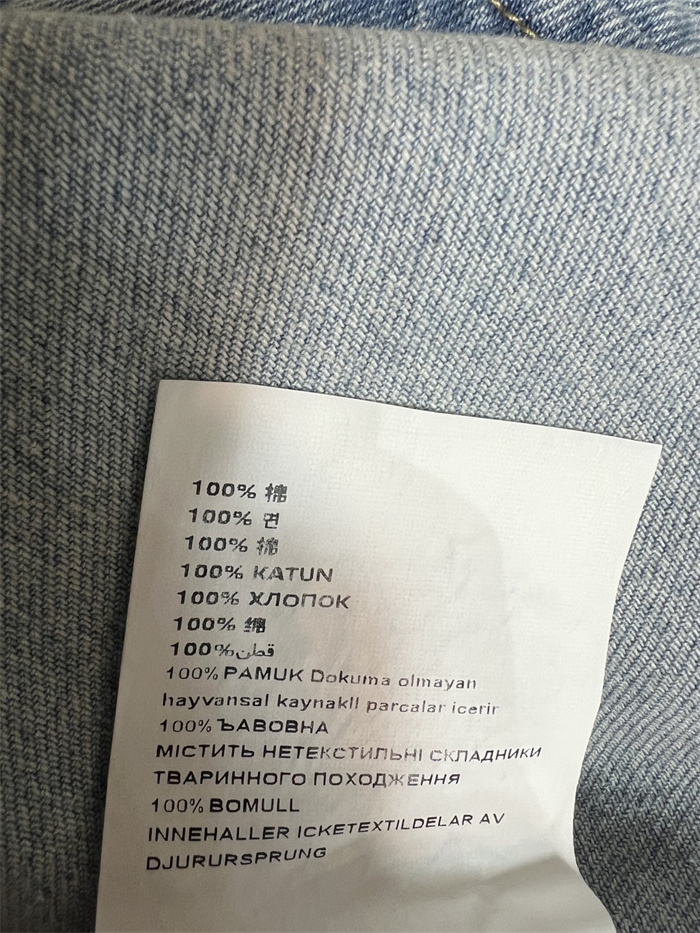 100% 棉
100% 면
100% 棉
100% KATUN
100% ХЛОПОК
100% 綿
100% قطن
100% PAMUK Dokuma olmayan
hayvansal kaynakll parcalar icerir
100% ЪАВОВНА
МІСТИТЬ НЕТЕКСТИЛЬНІ СКЛАДНИКИ
ТВАРИННОГО ПОХОДЖЕННЯ
100% BOMULL
INNEHALLER ICKETEXTILDELAR AV
DJURURSPRUNG